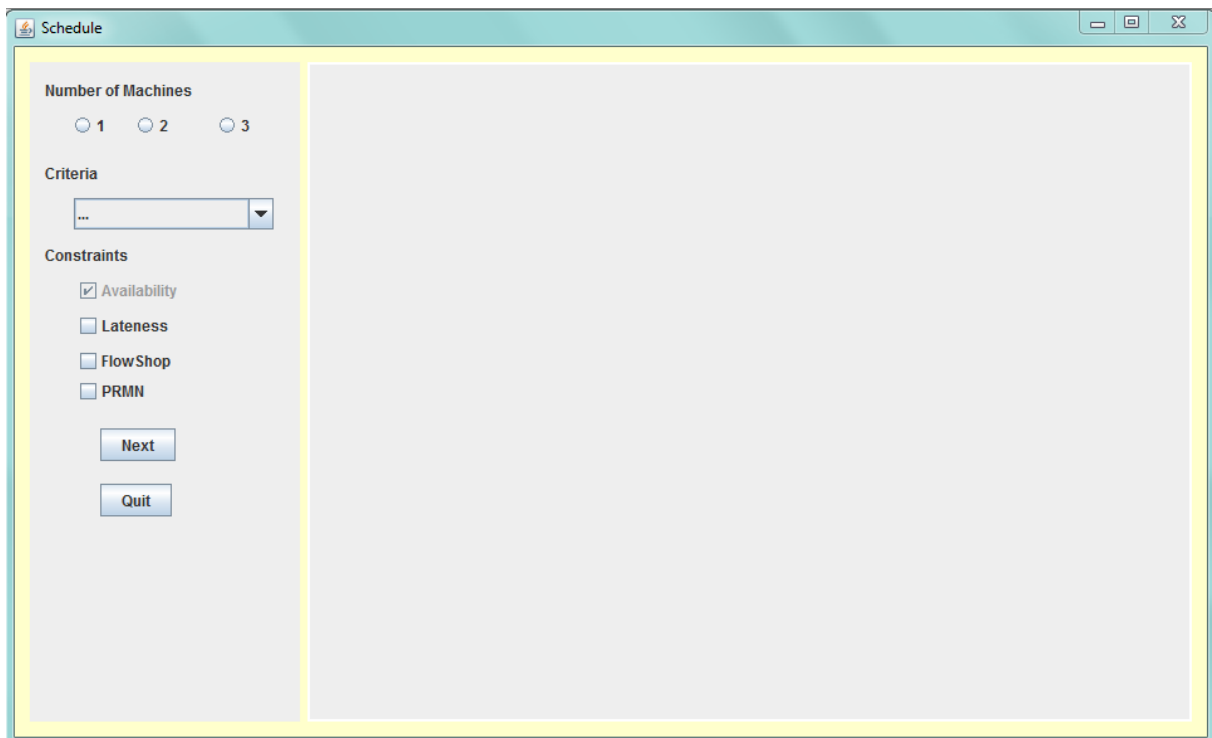 Schedule
Number of Machines
1 2 3
Criteria
...
Constraints
Availability
Lateness
FlowShop
PRMN
Next
Quit